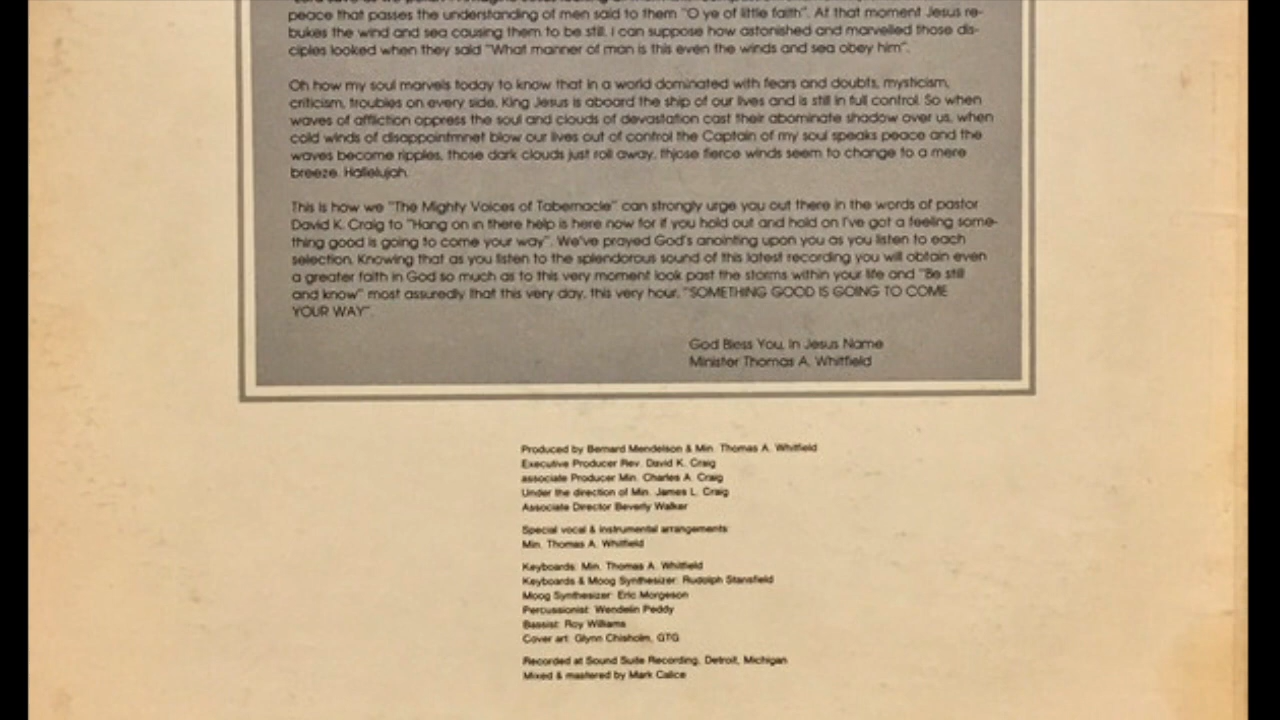 peace that passes the understanding of men said to them "O ye of little faith". At that moment Jesus re-
bukes the wind and sea causing them to be still. I can suppose how astonished and marvelled those dis-
ciples looked when they said "What manner of man is this even the winds and sea obey him".
Oh how my soul marvels today to know that in a world dominated with fears and doubts, mysticism,
criticism, troubles on every side, King Jesus is aboard the ship of our lives and is still in full control. So when
waves of affliction oppress the soul and clouds of devastation cast their abominate shadow over us, when
cold winds of disappointmnet blow our lives out of control the Captain of my soul speaks peace and the
waves become ripples, those dark clouds just roll away, thjose fierce winds seem to change to a mere
breeze. Hallelujah.
This is how we "The Mighty Voices of Tabernacle" can strongly urge you out there in the words of pastor
David K. Craig to "Hang on in there help is here now for if you hold out and hold on I've got a feeling some-
thing good is going to come your way". We've prayed God's anointing upon you as you listen to each
selection. Knowing that as you listen to the splendorous sound of this latest recording you will obtain even
a greater faith in God so much as to this very moment look past the storms within your life and "Be still
and know" most assuredly that this very day, this very hour, "SOMETHING GOOD IS GOING TO COME
YOUR WAY".
God Bless You, In Jesus Name
Minister Thomas A. Whitfield
Produced by Bernard Mendelson & Min. Thomas A. Whitfield
Executive Producer Rev. David K. Craig
associate Producer Min. Charles A. Craig
Under the direction of Min. James L. Craig
Associate Director Beverly Walker
Special vocal & instrumental arrangements:
Min. Thomas A. Whitfield
Keyboards: Min. Thomas A. Whitfield
Keyboards & Moog Synthesizer: Rudolph Stansfield
Moog Synthesizer: Eric Morgeson
Percussionist: Wendelin Peddy
Bassist: Roy Williams
Cover art: Glynn Chisholm, GTG
Recorded at Sound Suite Recording, Detroit, Michigan
Mixed & mastered by Mark Calice